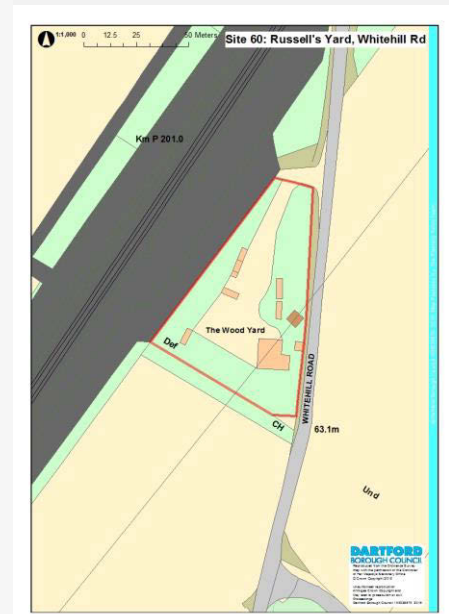 1:1,000 0 12.5 25 50 Meters
Site 60: Russell's Yard, Whitehill Rd
Km P 201.0
The Wood Yard
Def
WHITEHILL ROAD
CH
63.1m
Und
DARTFORD
BOROUGH COUNCIL